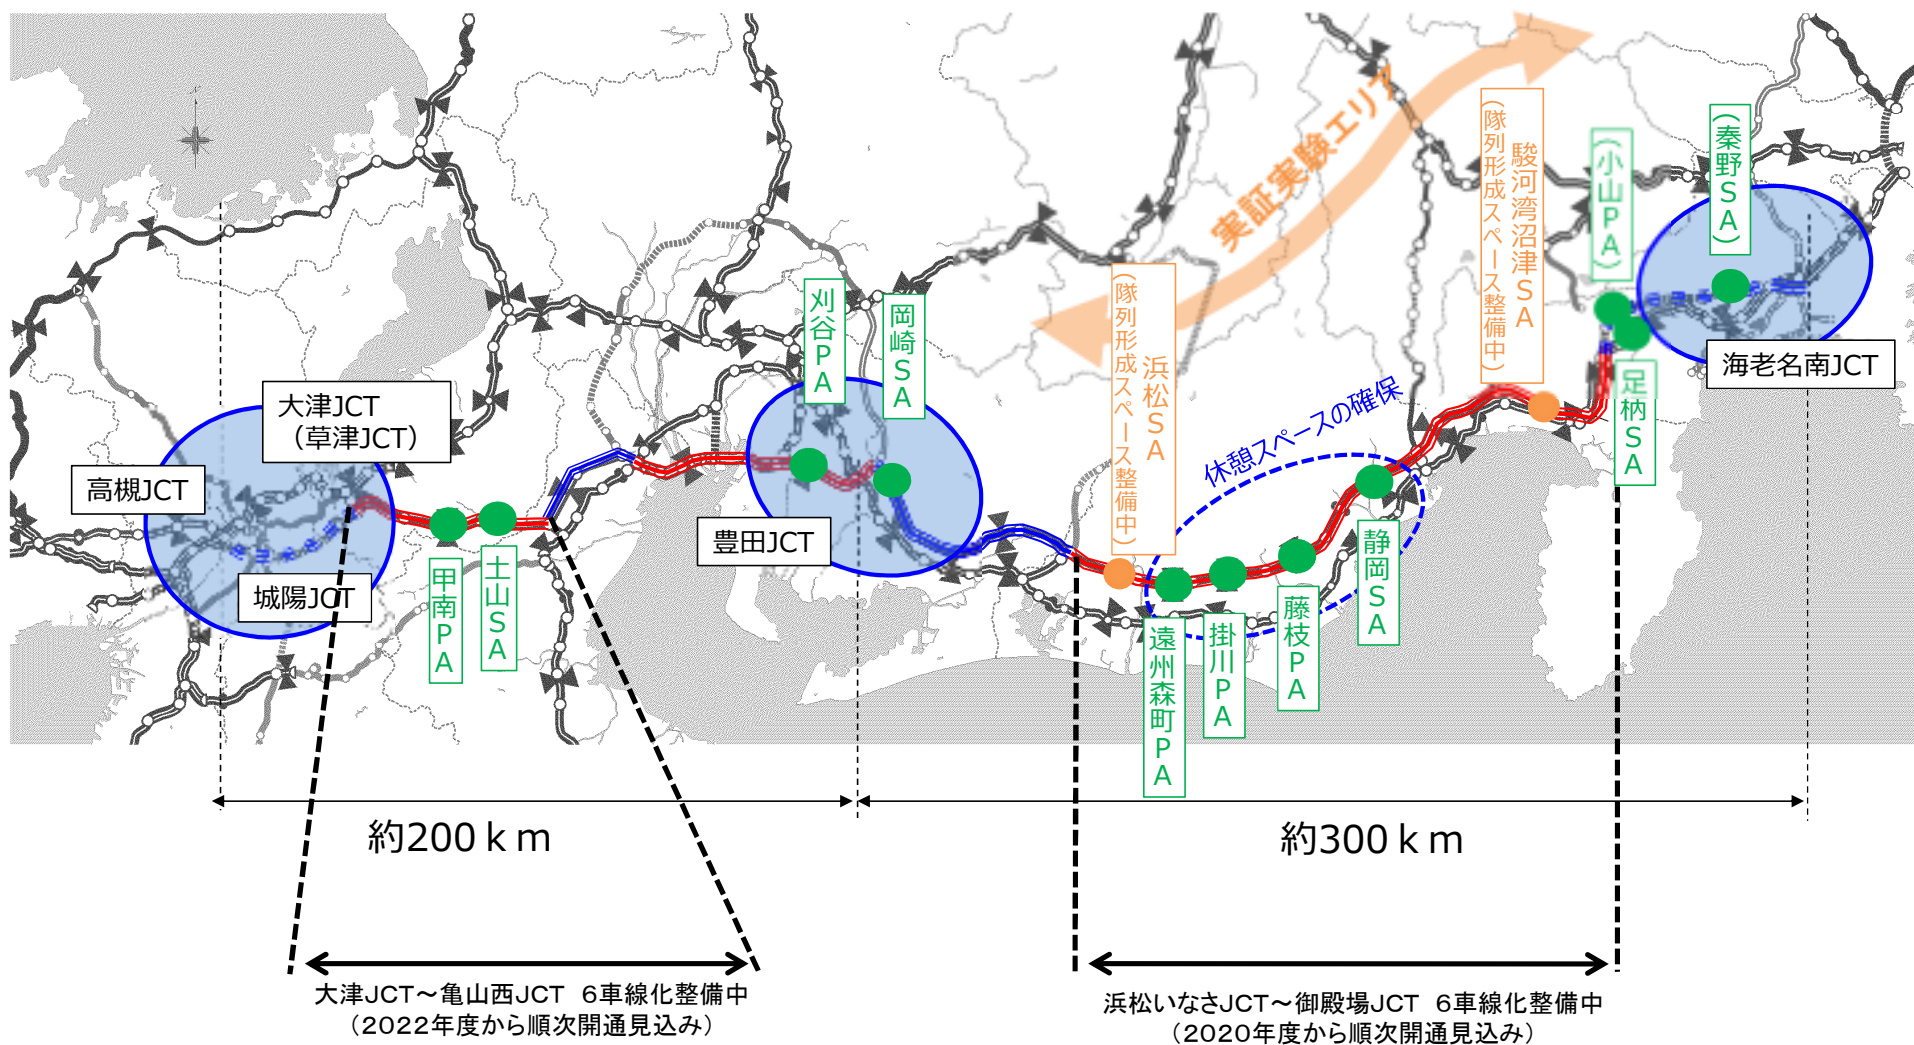 実証実験エリア
駿河湾沼津SA
(隊列形成スペース整備中)
(小山PA)
(秦野SA)
刈谷PA
岡崎SA
浜松SA
(隊列形成スペース整備中)
海老名南JCT
足柄SA
大津JCT
（草津JCT）
高槻JCT
休憩スペースの確保
豊田JCT
城陽JCT
甲南PA
土山SA
静岡SA
藤枝PA
掛川PA
遠州森町PA
約200ｋｍ
約300ｋｍ
大津JCT～亀山西JCT　６車線化整備中
（2022年度から順次開通見込み）
浜松いなさJCT～御殿場JCT　６車線化整備中
（2020年度から順次開通見込み）